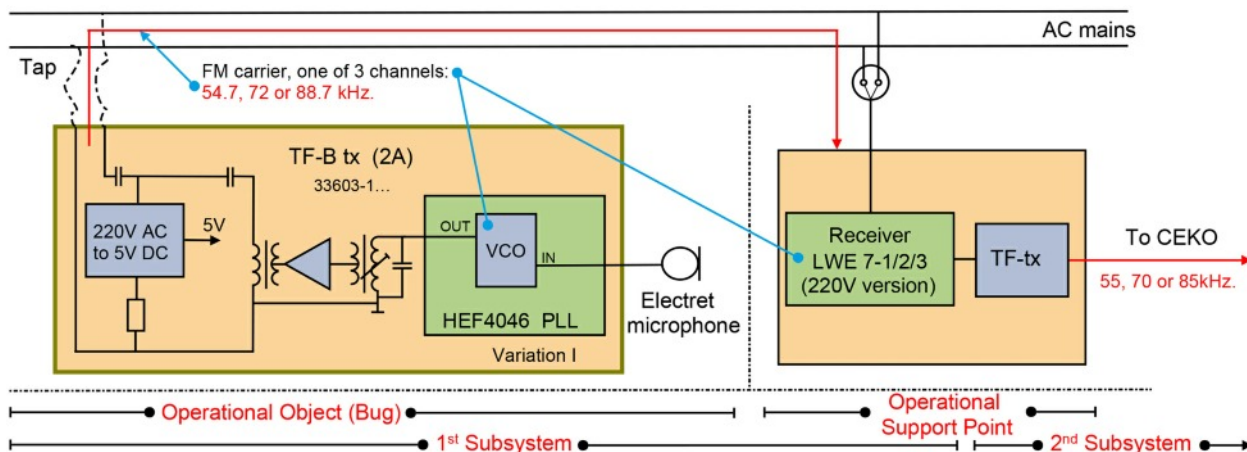 AC mains
Tap
FM carrier, one of 3 channels:
54.7, 72 or 88.7 kHz.
TF-B tx (2A)
33603-1...
220V AC
to 5V DC
5V
OUT
VCO
IN
HEF4046 PLL
Variation I
Electret
microphone
Receiver
LWE 7-1/2/3
(220V version)
TF-tx
To CEKO
55, 70 or 85kHz.
Operational Object (Bug)
Operational
Support Point
1st Subsystem
2nd Subsystem